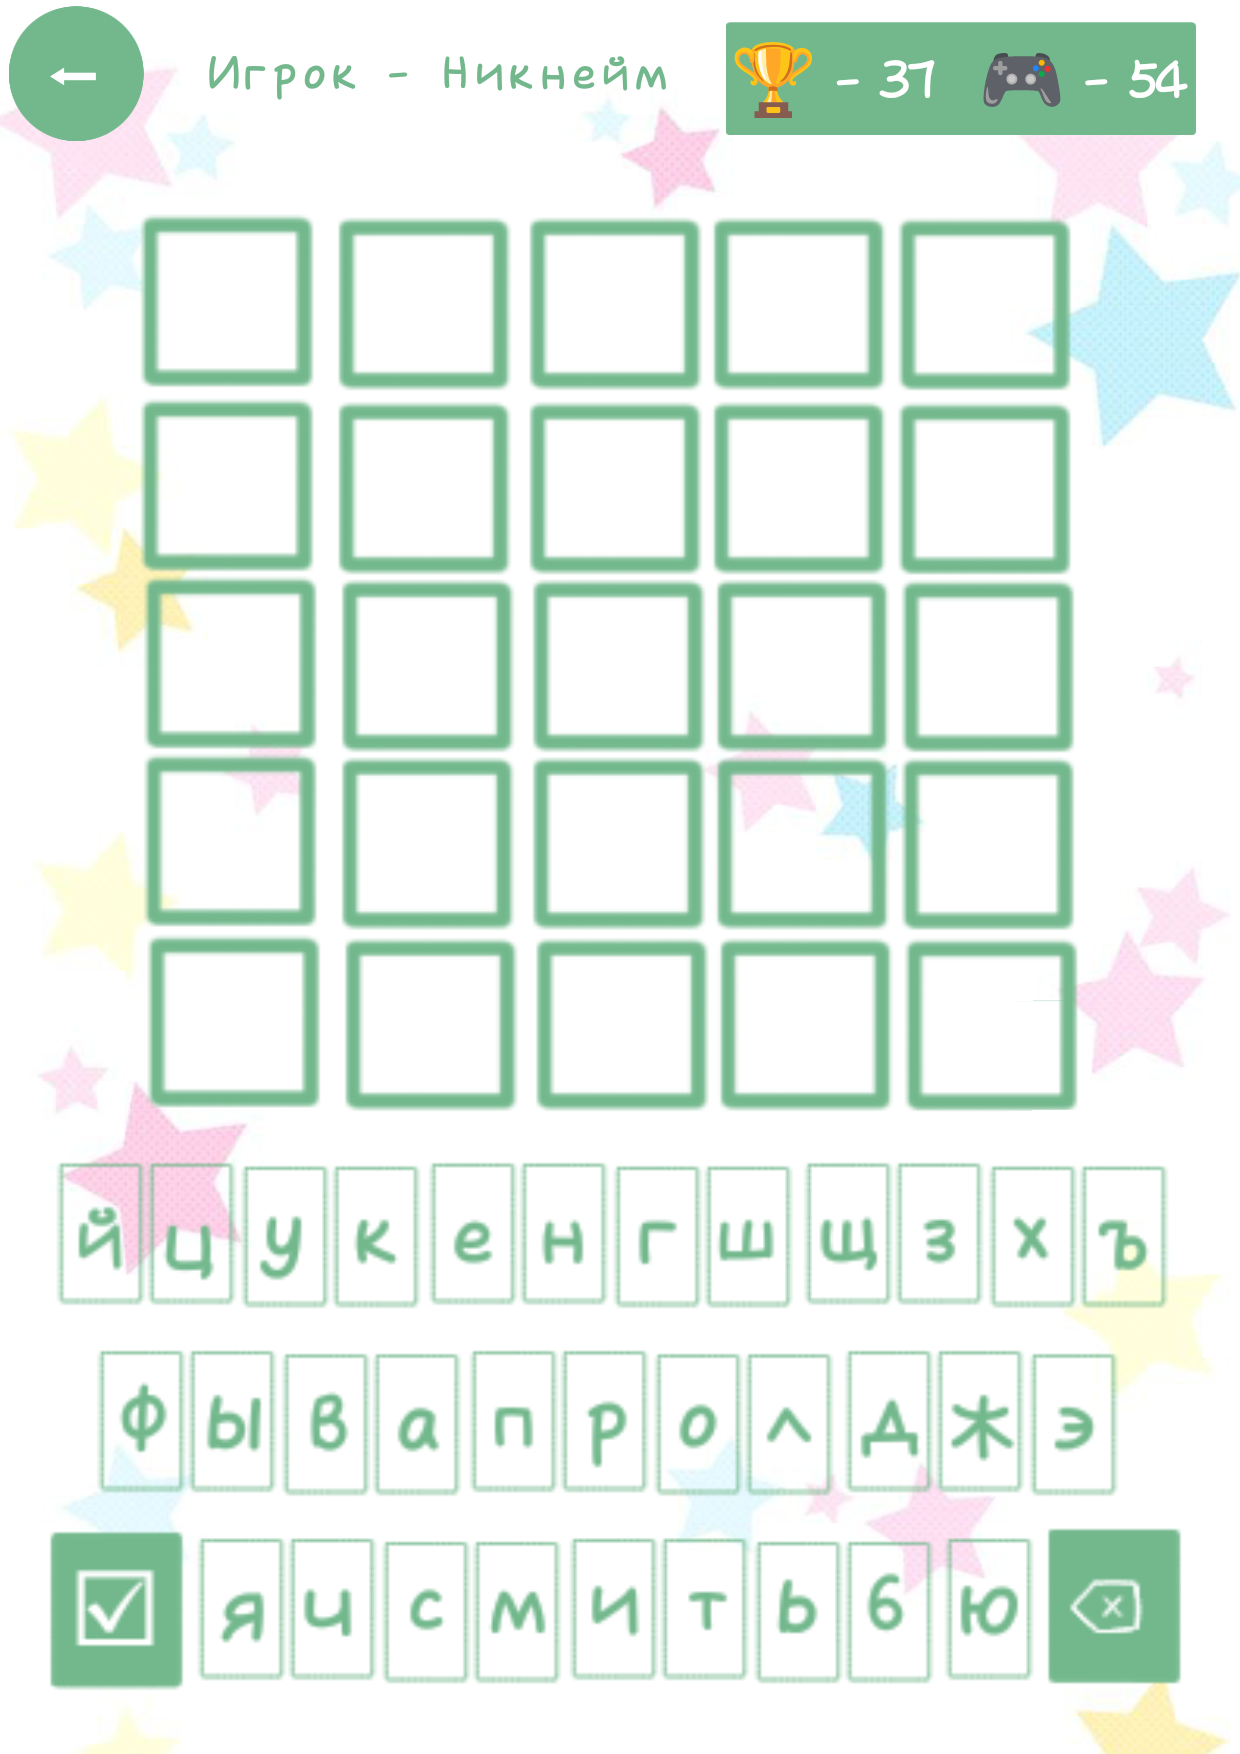 Игрок - Никнейм - 37 - 54
й ц у к е н г ш щ з х ъ
ф ы в а п р о л д ж э
я ч с м и т ь б ю